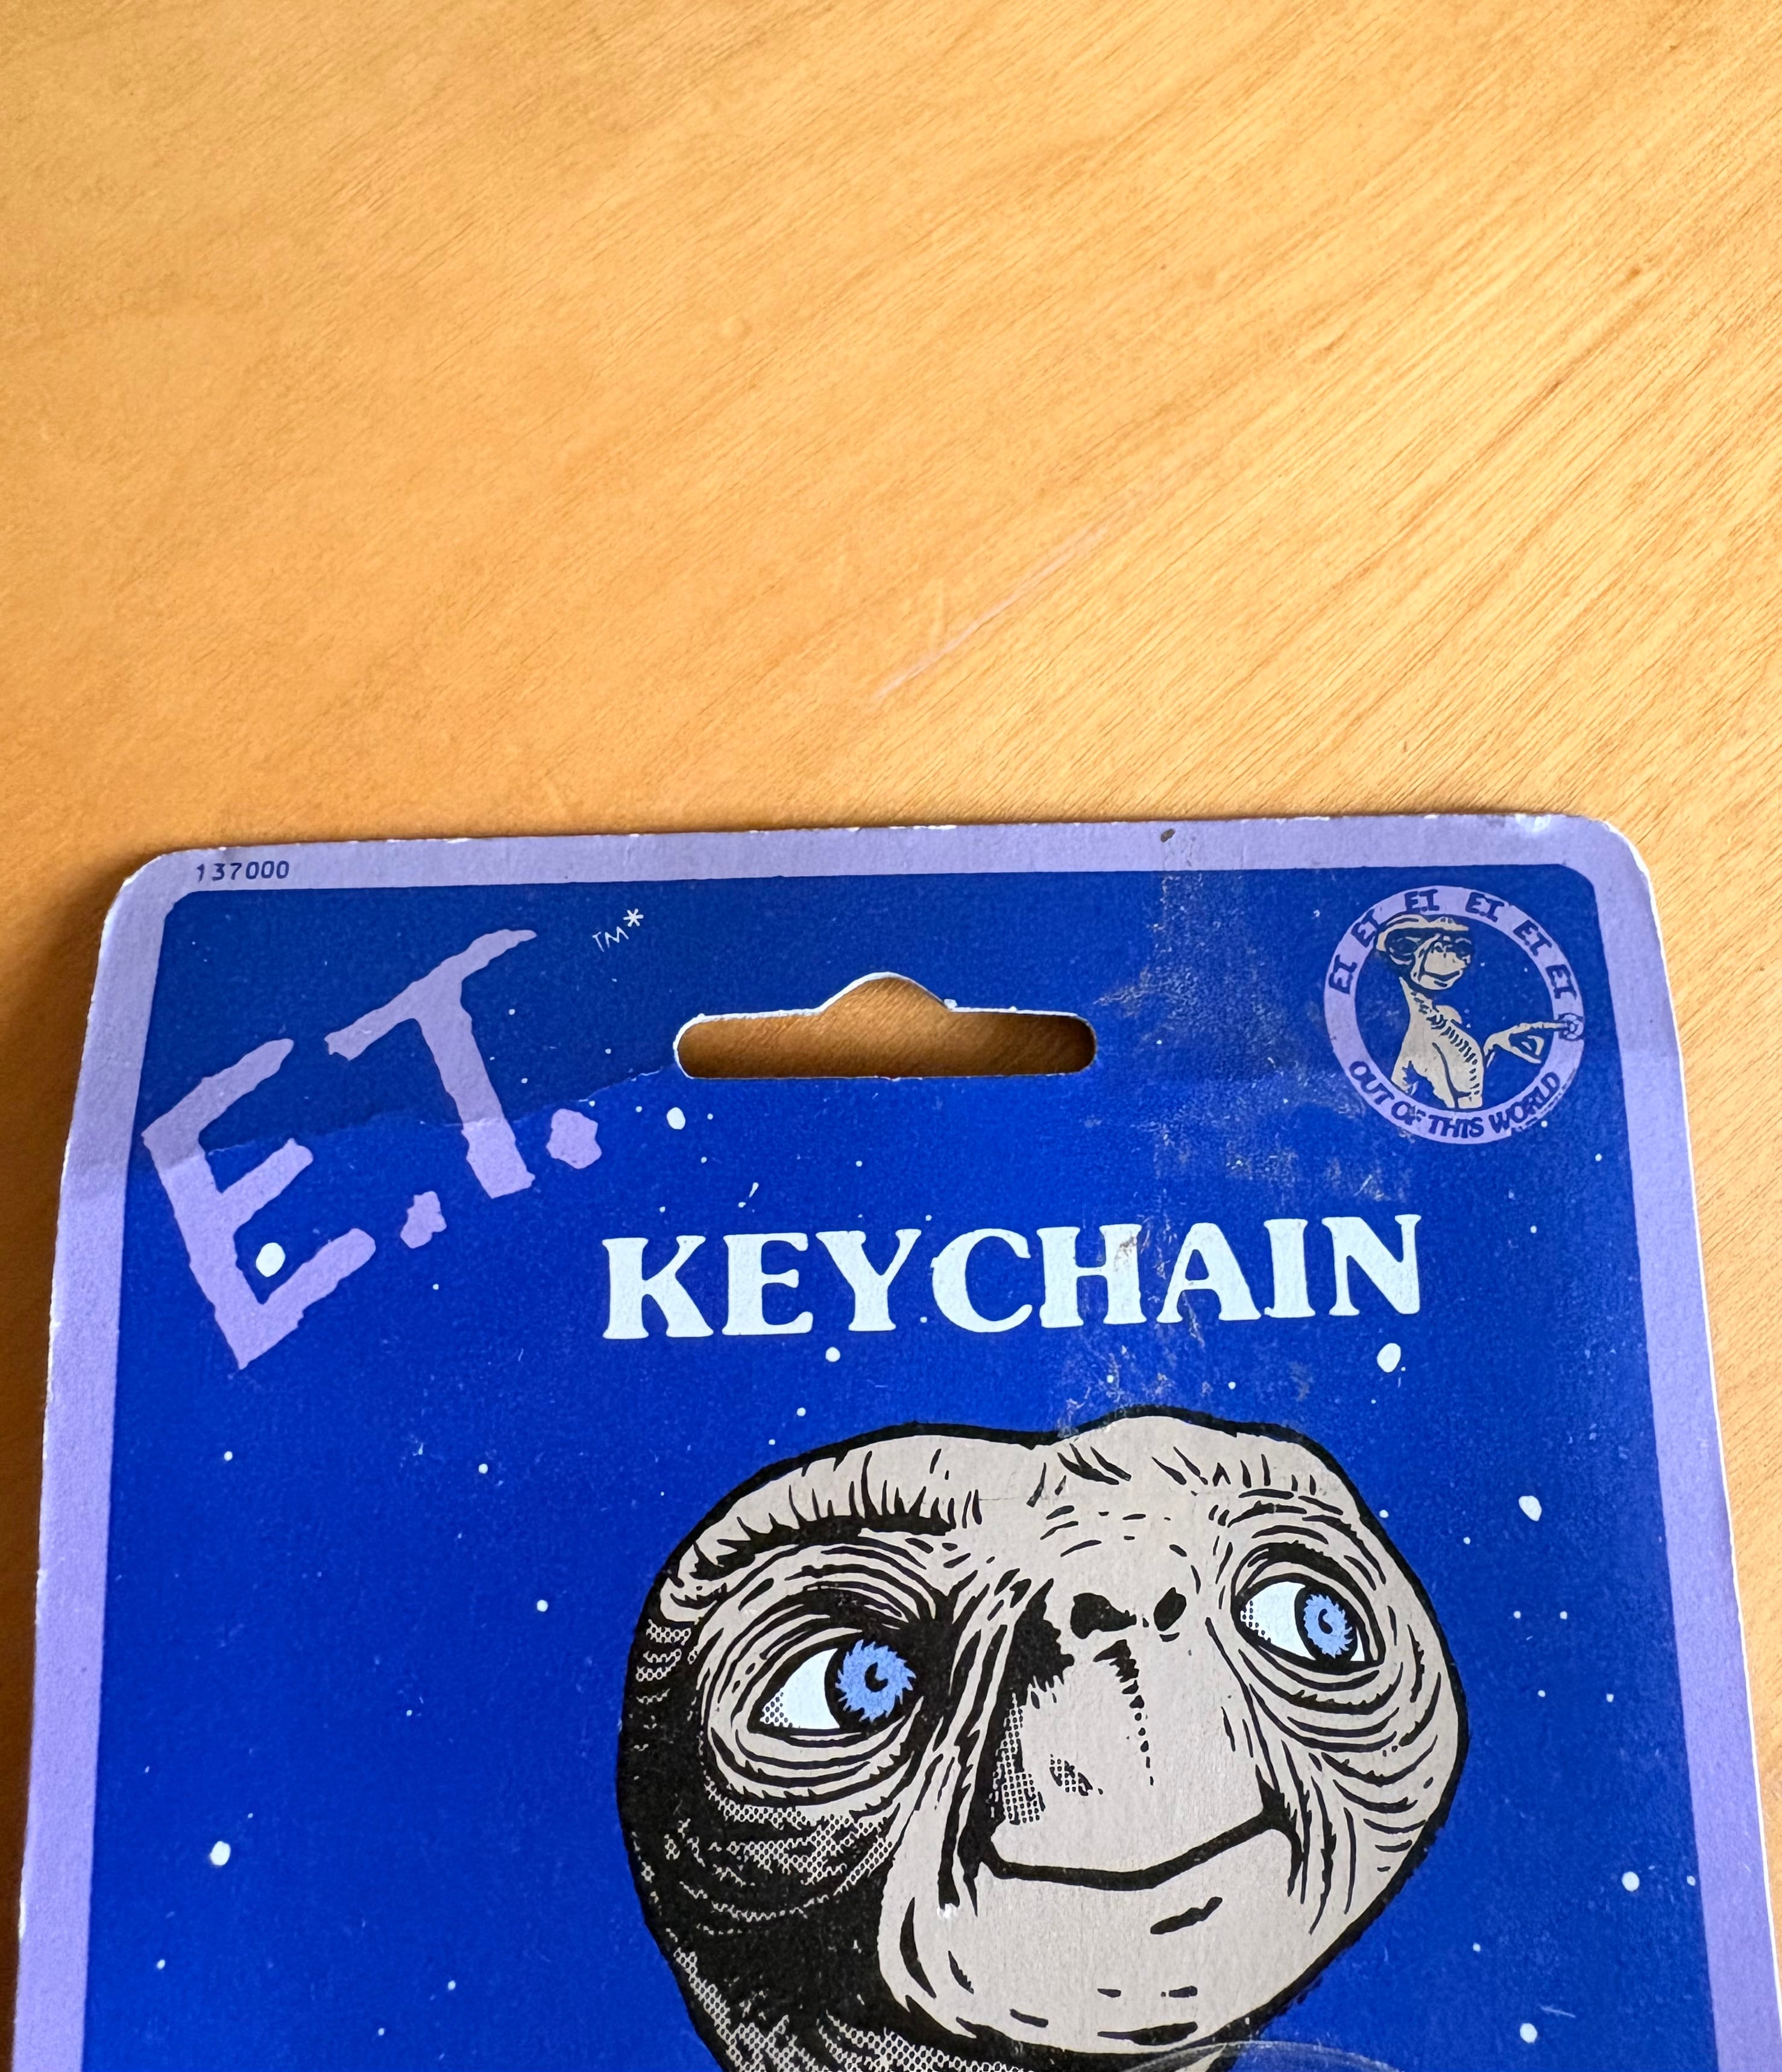 137000
E.T.
TM*
ET ET ET ET ET ET
OUT OF THIS WORLD
KEYCHAIN